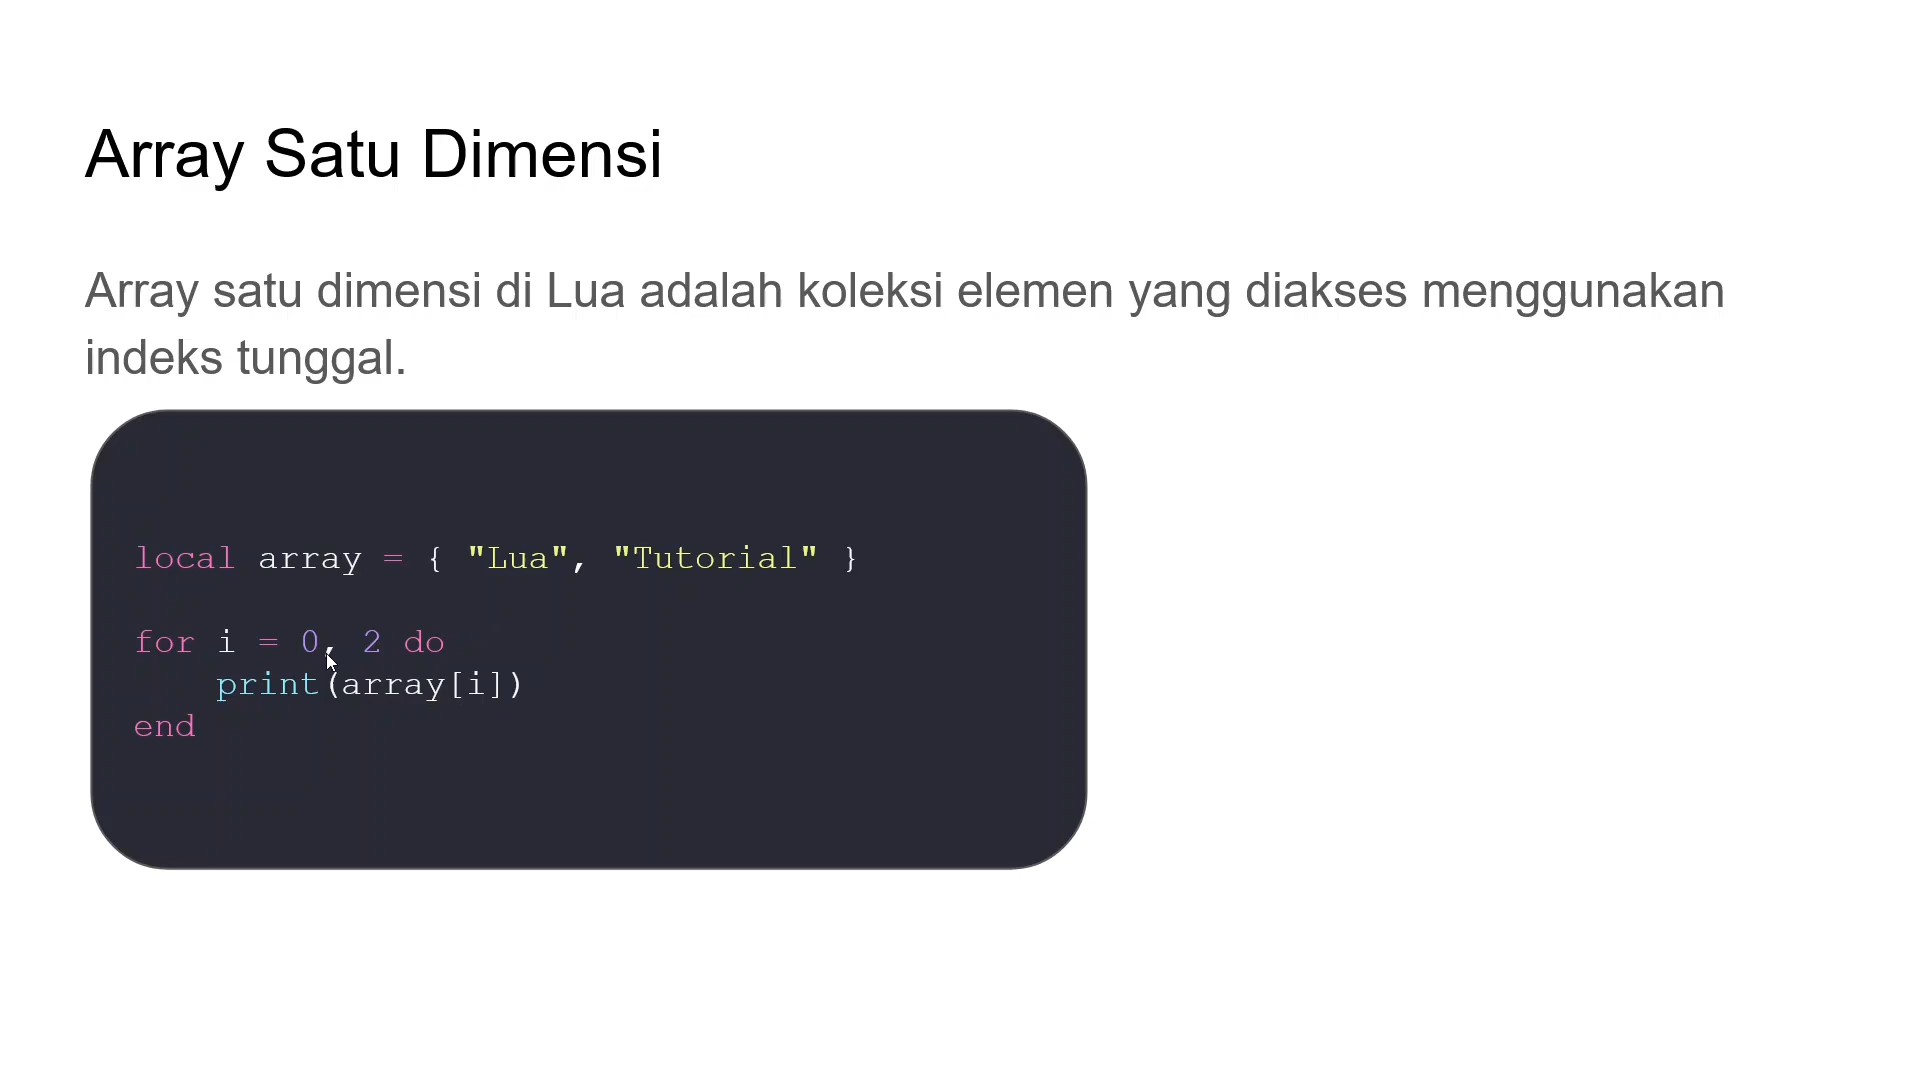 Array Satu Dimensi
Array satu dimensi di Lua adalah koleksi elemen yang diakses menggunakan
indeks tunggal.
local array = { "Lua", "Tutorial" }
for i = 0, 2 do
    print(array[i])
end